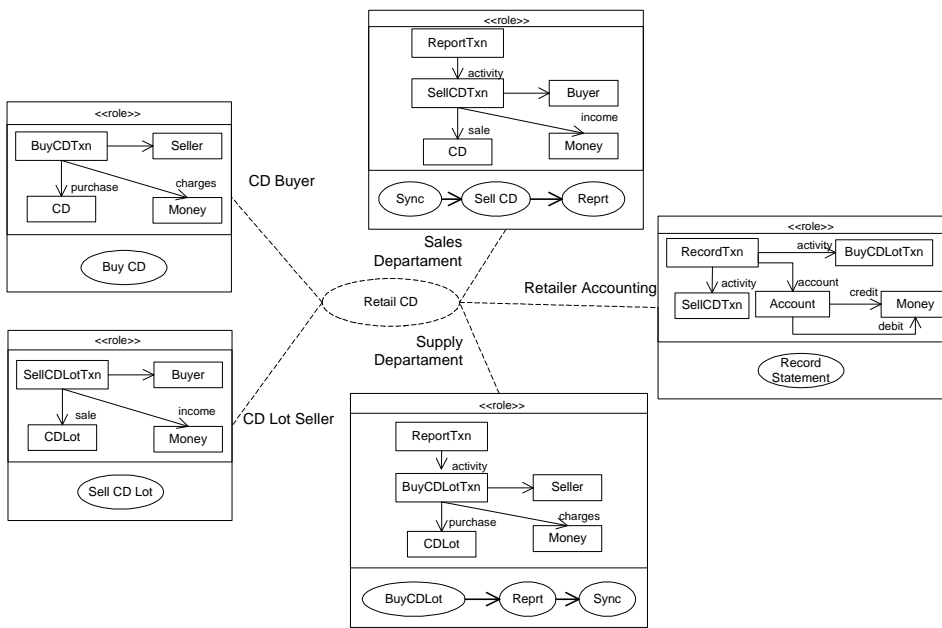 <<role>>
ReportTxn
activity
SellCDTxn
Buyer
income
sale
CD
Money
Sync
Sell CD
Reprt
<<role>>
BuyCDTxn
Seller
purchase
charges
CD
Money
Buy CD
CD Buyer
Sales
Departament
<<role>>
RecordTxn
activity
BuyCDLotTxn
activity
account
SellCDTxn
Account
credit
Money
debit
Record
Statement
Retailer Accounting
Retail CD
Supply
Departament
<<role>>
SellCDLotTxn
Buyer
sale
income
CDLot
Money
Sell CD Lot
CD Lot Seller
<<role>>
ReportTxn
activity
BuyCDLotTxn
Seller
purchase
charges
CDLot
Money
BuyCDLot
Reprt
Sync